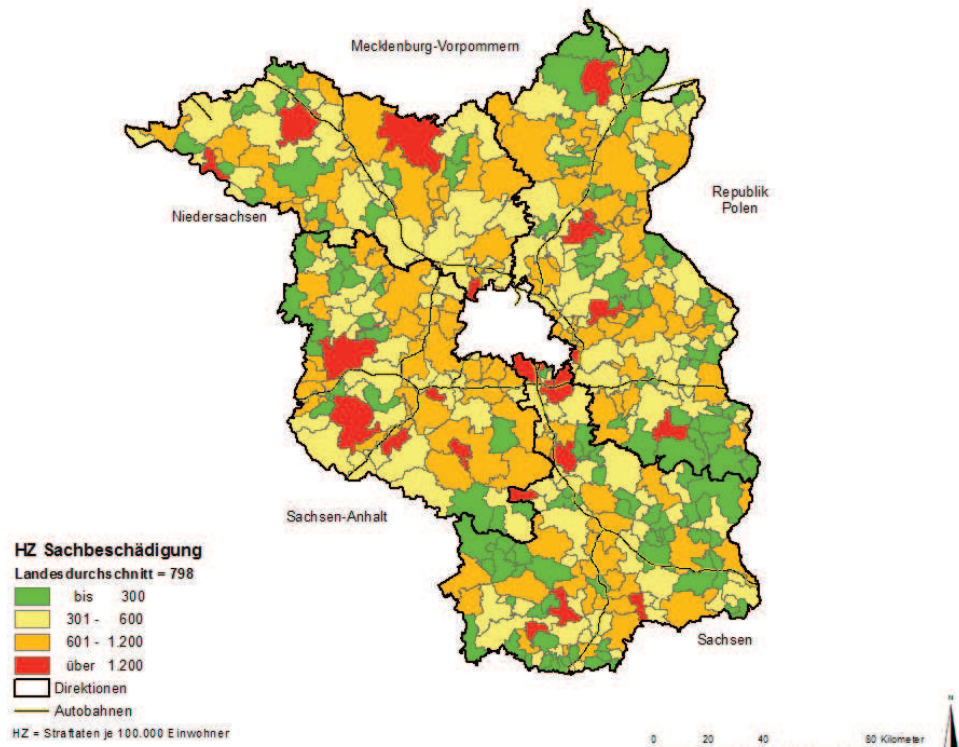 Mecklenburg-Vorpommern
Republik
Polen
Niedersachsen
Sachsen-Anhalt
Sachsen
HZ Sachbeschädigung
Landesdurchschnitt = 798
bis 300
301 - 600
601 - 1.200
über 1.200
Direktionen
Autobahnen
HZ = Straftaten je 100.000 Einwohner
N
0 20 40 80 Kilometer